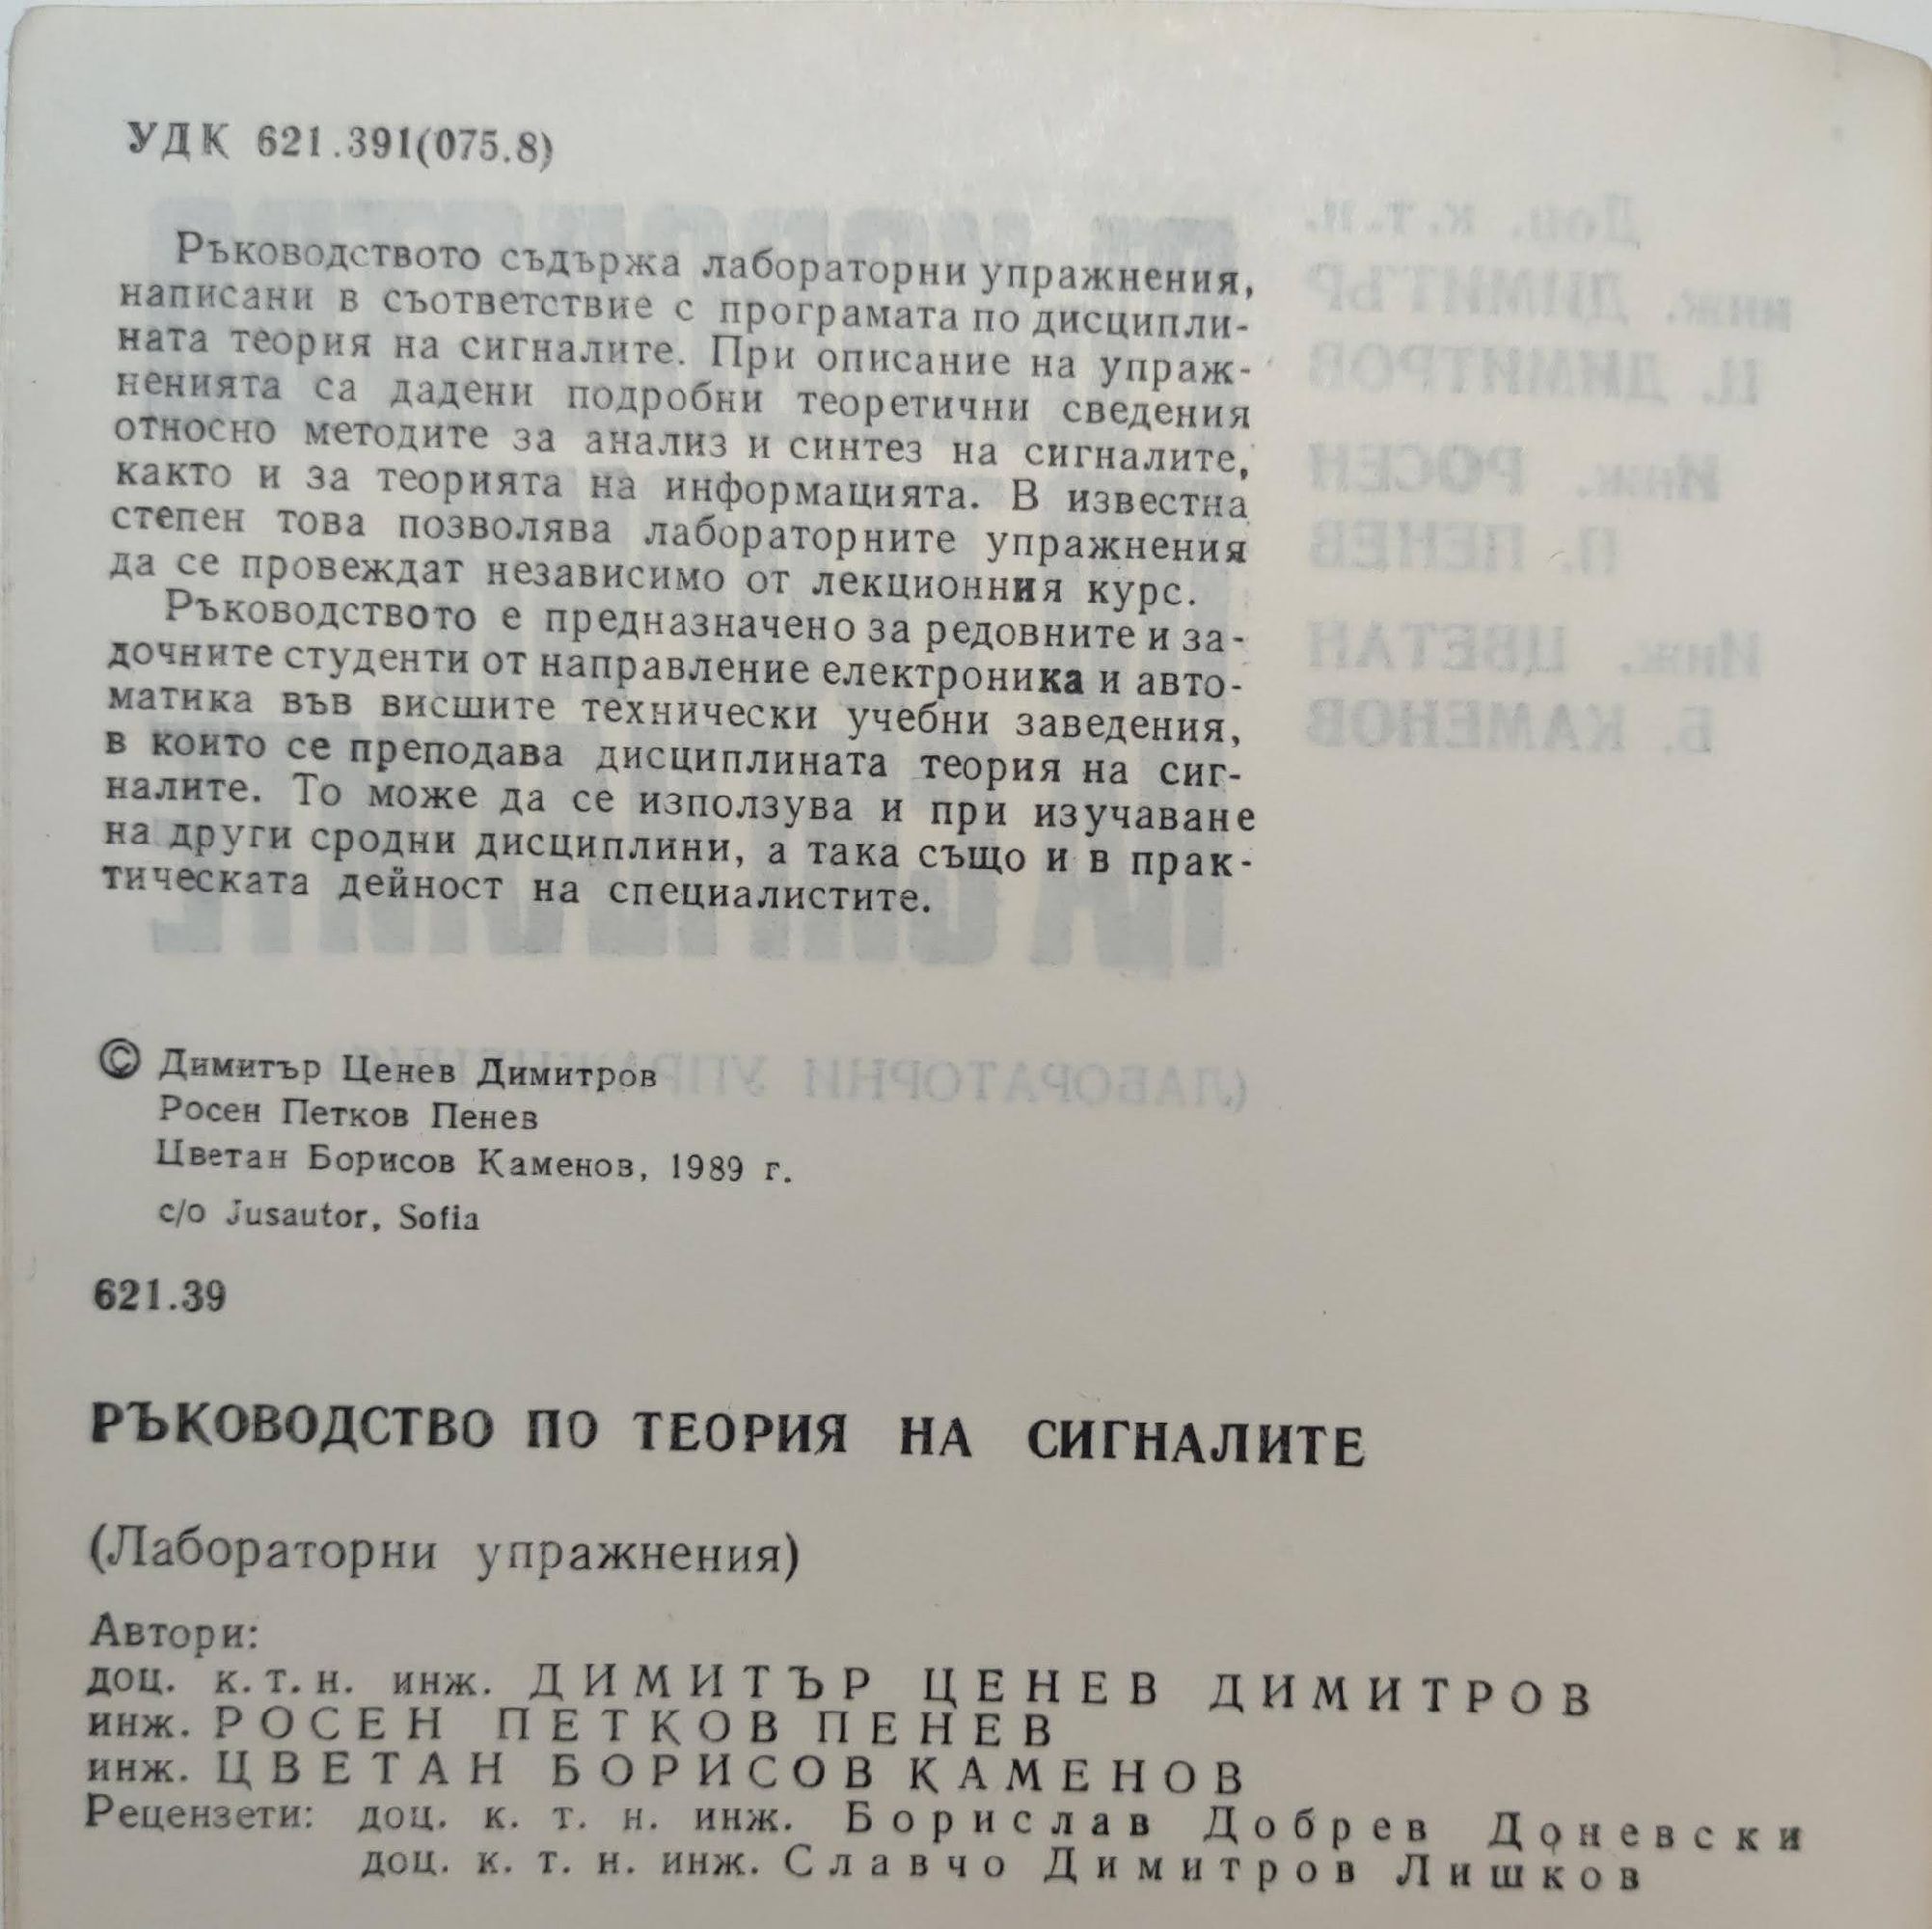 УДК 621.391(075.8)
Ръководството съдържа лабораторни упражнения,
написани в съответствие с програмата по дисципли-
ната теория на сигналите. При описание на упраж-
ненията са дадени подробни теоретични сведения
относно методите за анализ и синтез на сигналите,
както и за теорията на информацията. В известна
степен това позволява лабораторните упражнения
да се провеждат независимо от лекционния курс.
Ръководството е предназначено за редовните и за-
дочните студенти от направление електроника и авто-
матика във висшите технически учебни заведения,
в които се преподава дисциплината теория на сиг-
налите. То може да се използува и при изучаване
на други сродни дисциплини, а така също и в прак-
тическата дейност на специалистите.
© Димитър Ценев Димитров
Росен Петков Пенев
Цветан Борисов Каменов, 1989 г.
c/o Jusautor, Sofia
621.39
РЪКОВОДСТВО ПО ТЕОРИЯ НА СИГНАЛИТЕ
(Лабораторни упражнения)
Автори:
доц. к.т.н. инж. ДИМИТЪР ЦЕНЕВ ДИМИТРОВ
инж. РОСЕН ПЕТКОВ ПЕНЕВ
инж. ЦВЕТАН БОРИСОВ КАМЕНОВ
Рецензети: доц. к. т. н. инж. Борислав Добрев Доневски
доц. к. т. н. инж. Славчо Димитров Лишков